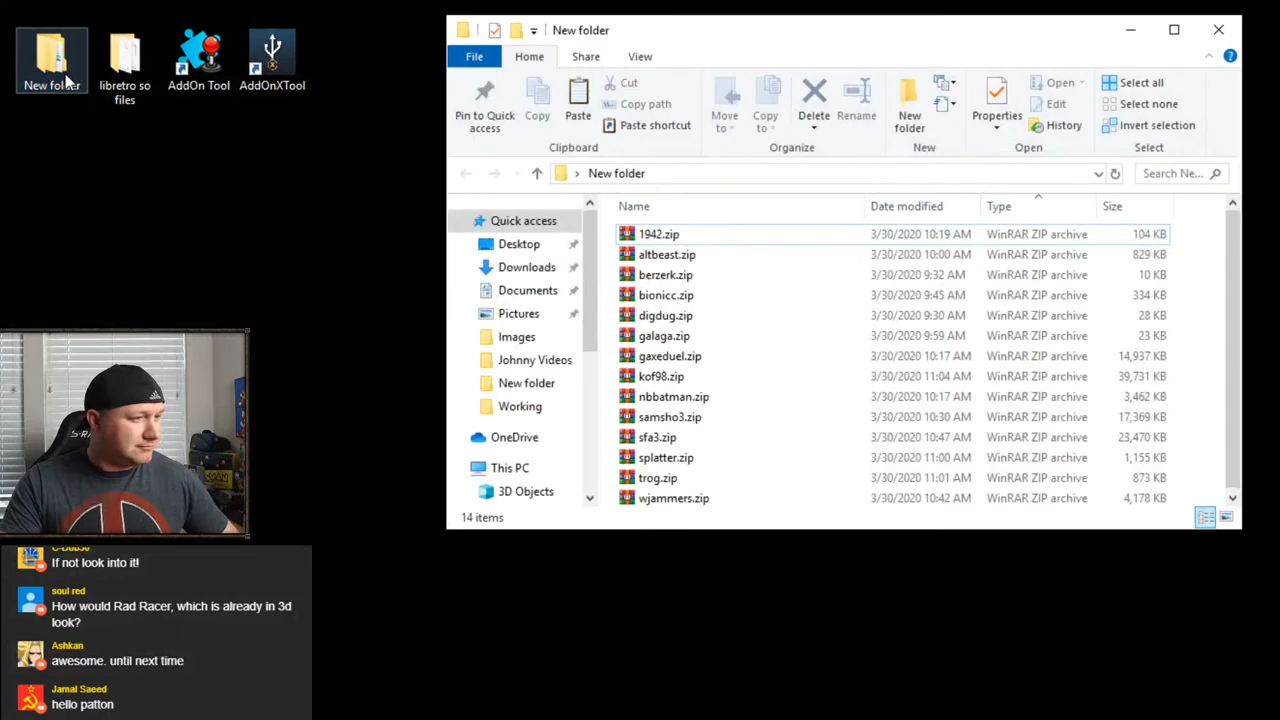 New folder
libretro so
files
AddOn Tool
AddOnXTool
New folder
File
Home
Share
View
Pin to Quick
access
Copy
Paste
Cut
Copy path
Paste shortcut
Clipboard
Move
to
Copy
to
Delete
Rename
Organize
New
folder
New
Properties
Open
Edit
History
Open
Select all
Select none
Invert selection
Select
New folder
Search Ne...
Name
Date modified
Type
Size
Quick access
Desktop
Downloads
Documents
Pictures
Images
Johnny Videos
New folder
Working
OneDrive
This PC
3D Objects
1942.zip 3/30/2020 10:19 AM WinRAR ZIP archive 104 KB
altbeast.zip 3/30/2020 10:00 AM WinRAR ZIP archive 829 KB
berzerk.zip 3/30/2020 9:32 AM WinRAR ZIP archive 10 KB
bionicc.zip 3/30/2020 9:45 AM WinRAR ZIP archive 334 KB
digdug.zip 3/30/2020 9:30 AM WinRAR ZIP archive 28 KB
galaga.zip 3/30/2020 9:59 AM WinRAR ZIP archive 23 KB
gaxeduel.zip 3/30/2020 10:17 AM WinRAR ZIP archive 14,937 KB
kof98.zip 3/30/2020 11:04 AM WinRAR ZIP archive 39,731 KB
nbbatman.zip 3/30/2020 10:17 AM WinRAR ZIP archive 3,462 KB
samsho3.zip 3/30/2020 10:30 AM WinRAR ZIP archive 17,369 KB
sfa3.zip 3/30/2020 10:47 AM WinRAR ZIP archive 23,470 KB
splatter.zip 3/30/2020 11:00 AM WinRAR ZIP archive 1,155 KB
trog.zip 3/30/2020 11:01 AM WinRAR ZIP archive 873 KB
wjammers.zip 3/30/2020 10:42 AM WinRAR ZIP archive 4,178 KB
14 items
If not look into it!
soul red
How would Rad Racer, which is already in 3d
look?
Ashkan
awesome. until next time
Jamal Saeed
hello patton